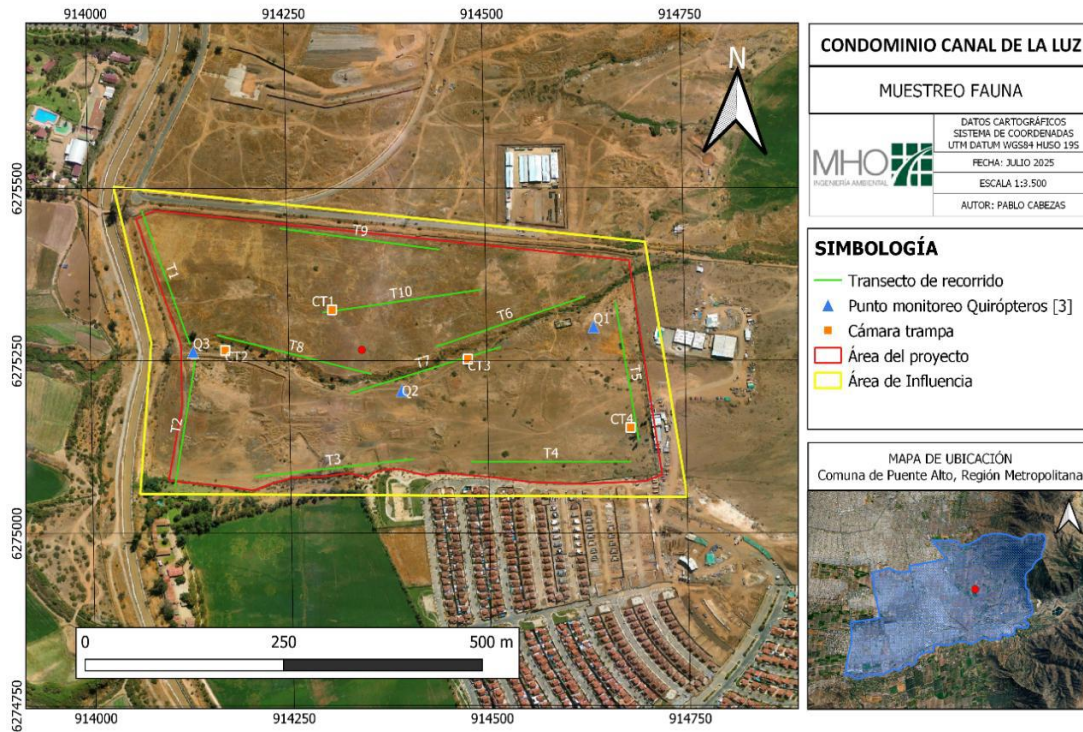 914000 914250 914500 914750
N
6275500
6275250
6275000
6274750
T9
T1
T10
CT1
T6
Q1
Q3
CT2
T8
T7
CT3
T5
Q2
T2
CT4
T3
T4
0 250 500 m
914000 914250 914500 914750
CONDOMINIO CANAL DE LA LUZ
MUESTREO FAUNA
MHO
INGENIERÍA AMBIENTAL
DATOS CARTOGRÁFICOS
SISTEMA DE COORDENADAS
UTM DATUM WGS84 HUSO 19S
FECHA: JULIO 2025
ESCALA 1:3.500
AUTOR: PABLO CABEZAS
SIMBOLOGÍA
Transecto de recorrido
Punto monitoreo Quirópteros [3]
Cámara trampa
Área del proyecto
Área de Influencia
MAPA DE UBICACIÓN
Comuna de Puente Alto, Región Metropolitana